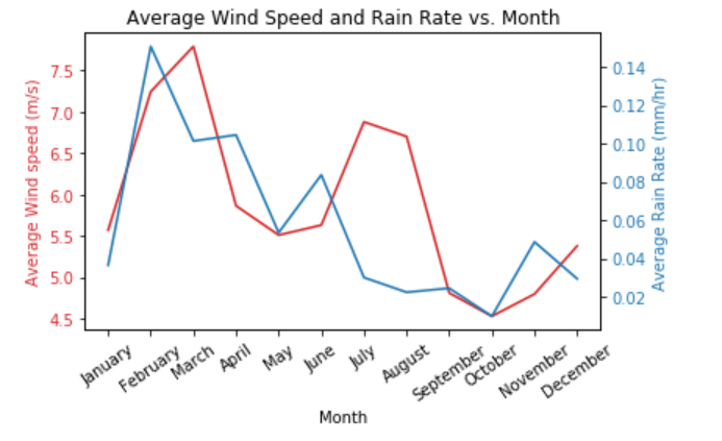 Average Wind Speed and Rain Rate vs. Month
Average Wind speed (m/s)
7.5
7.0
6.5
6.0
5.5
5.0
4.5
0.14
0.12
0.10
0.08
0.06
0.04
0.02
Average Rain Rate (mm/hr)
January
February
March
April
May
June
July
August
September
October
November
December
Month